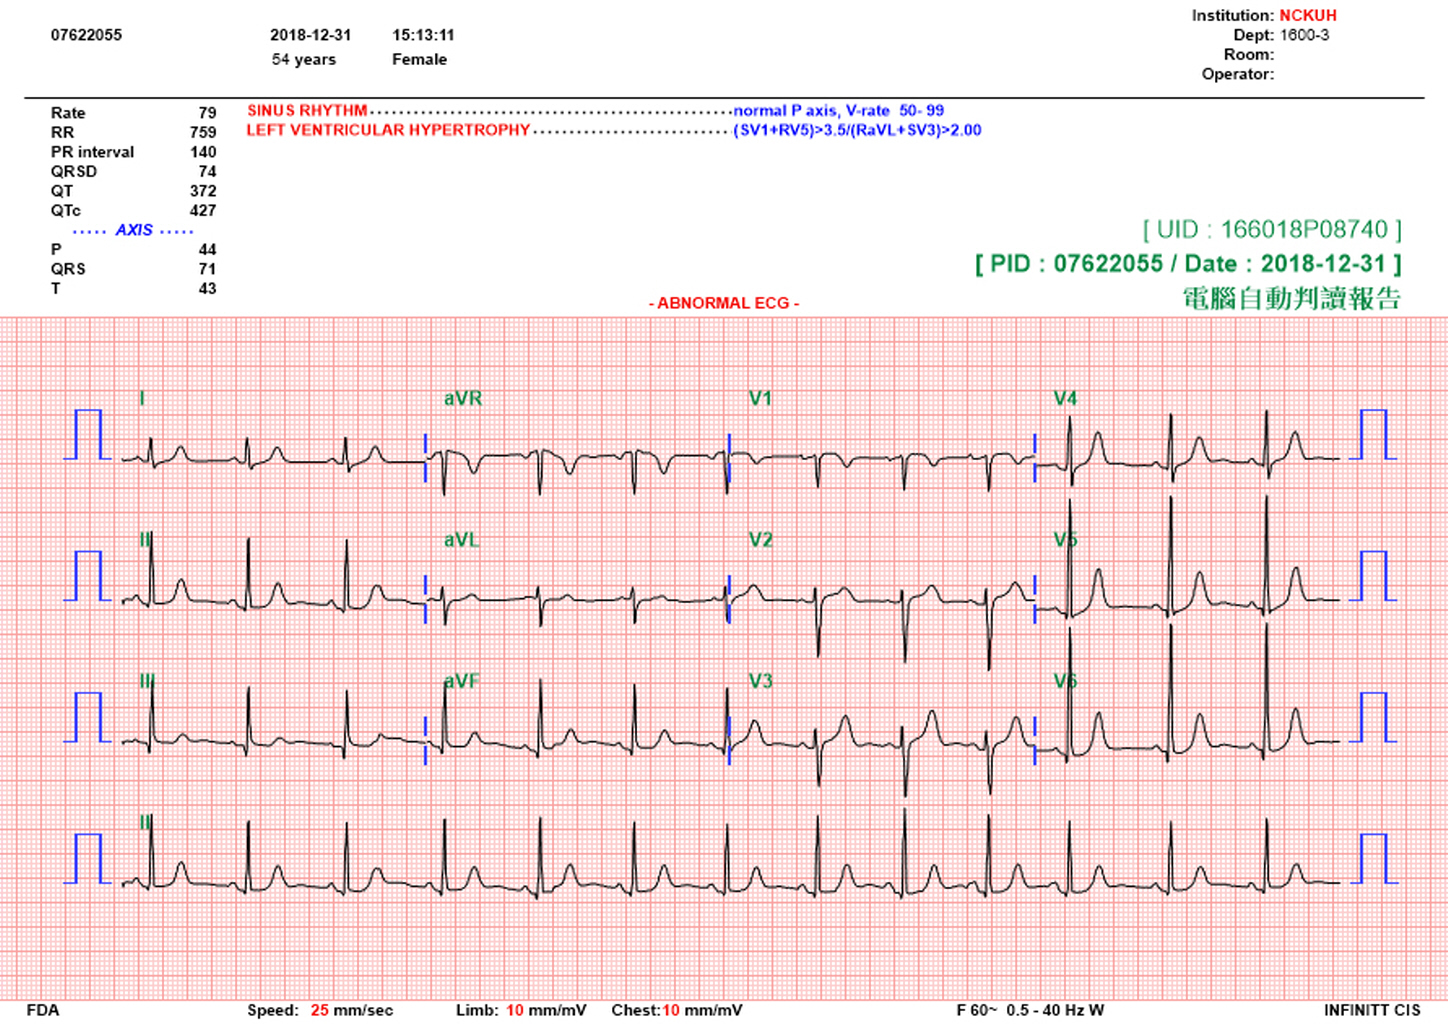 Institution: NCKUH
07622055 2018-12-31 15:13:11 Dept: 1600-3
54 years Female Room:
Operator:
Rate 79 SINUS RHYTHM normal P axis, V-rate 50- 99
RR 759 LEFT VENTRICULAR HYPERTROPHY (SV1+RV5)>3.5/(RaVL+SV3)>2.00
PR interval 140
QRSD 74
QT 372
QTc 427
AXIS
P 44
QRS 71
T 43
[ UID : 166018P08740 ]
[ PID : 07622055 / Date : 2018-12-31 ]
電腦自動判讀報告
- ABNORMAL ECG -
I aVR V1 V4
II aVL V2 V5
III aVF V3 V6
II
FDA Speed: 25 mm/sec Limb: 10 mm/mV Chest:10 mm/mV F 60~ 0.5 - 40 Hz W INFINITT CIS